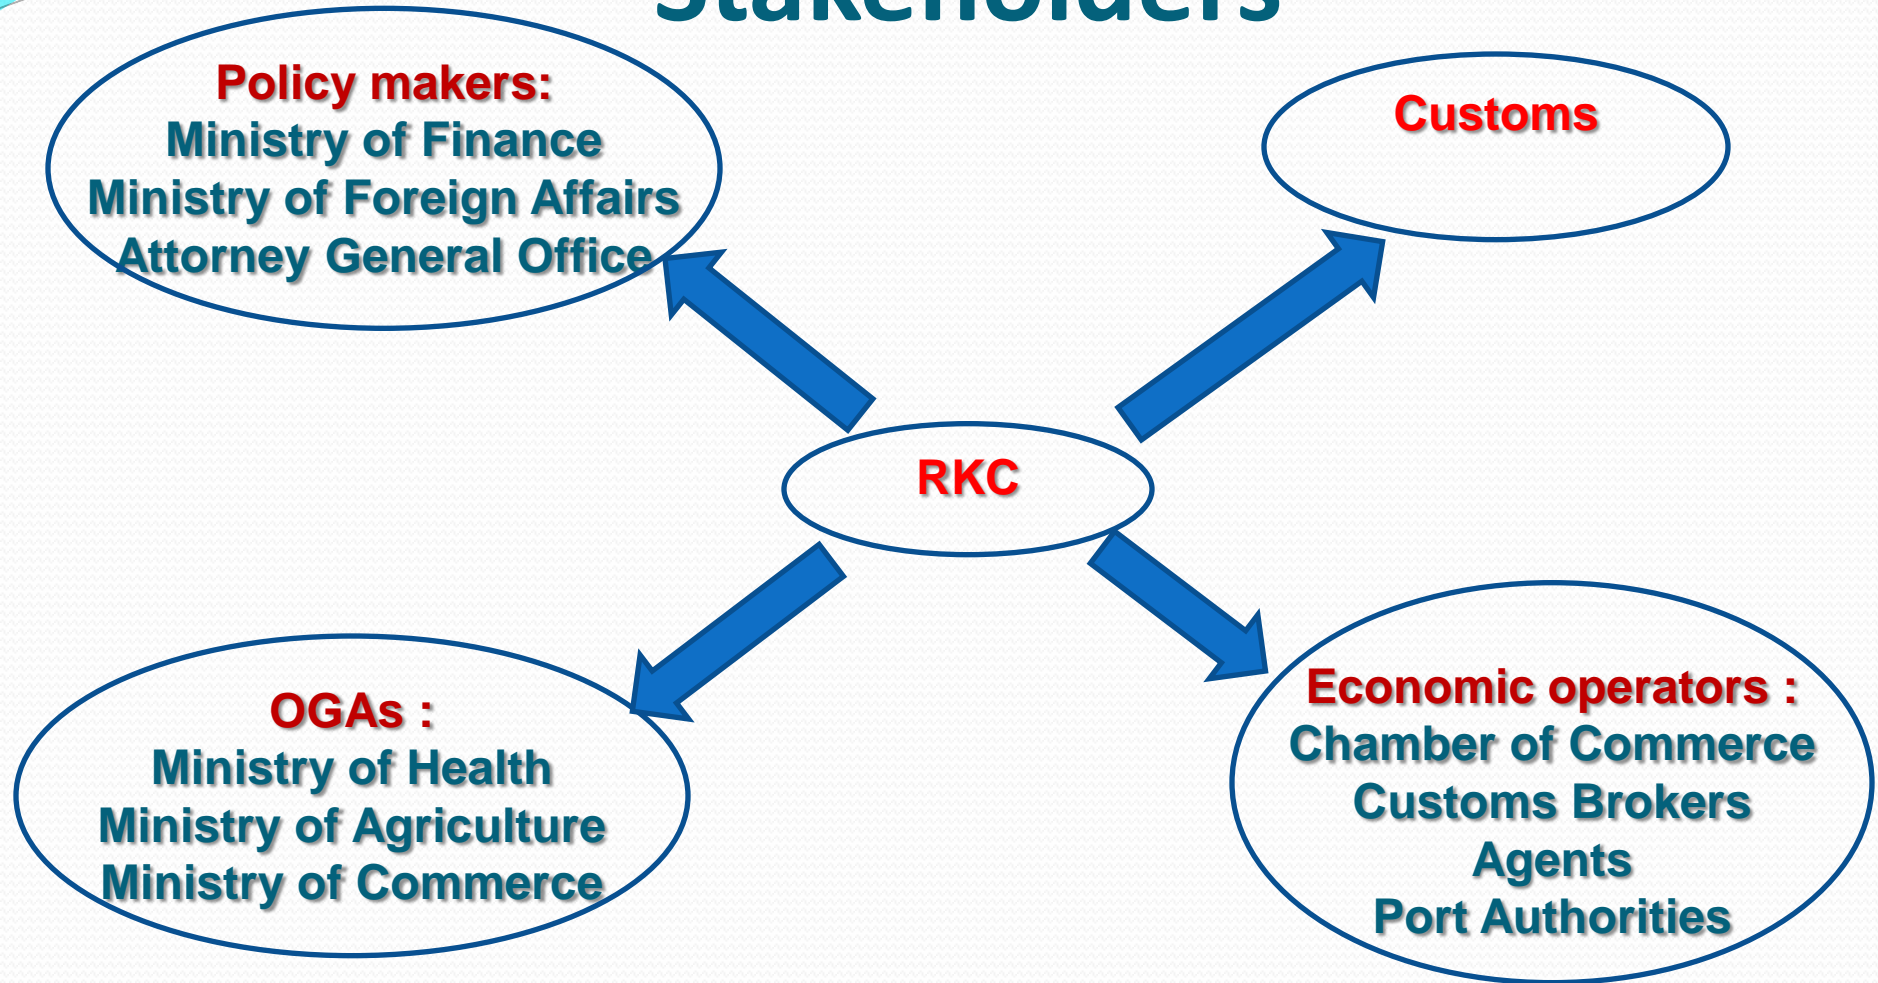 Stakeholders
Policy makers:
Ministry of Finance
Ministry of Foreign Affairs
Attorney General Office
Customs
RKC
OGAs :
Ministry of Health
Ministry of Agriculture
Ministry of Commerce
Economic operators :
Chamber of Commerce
Customs Brokers
Agents
Port Authorities